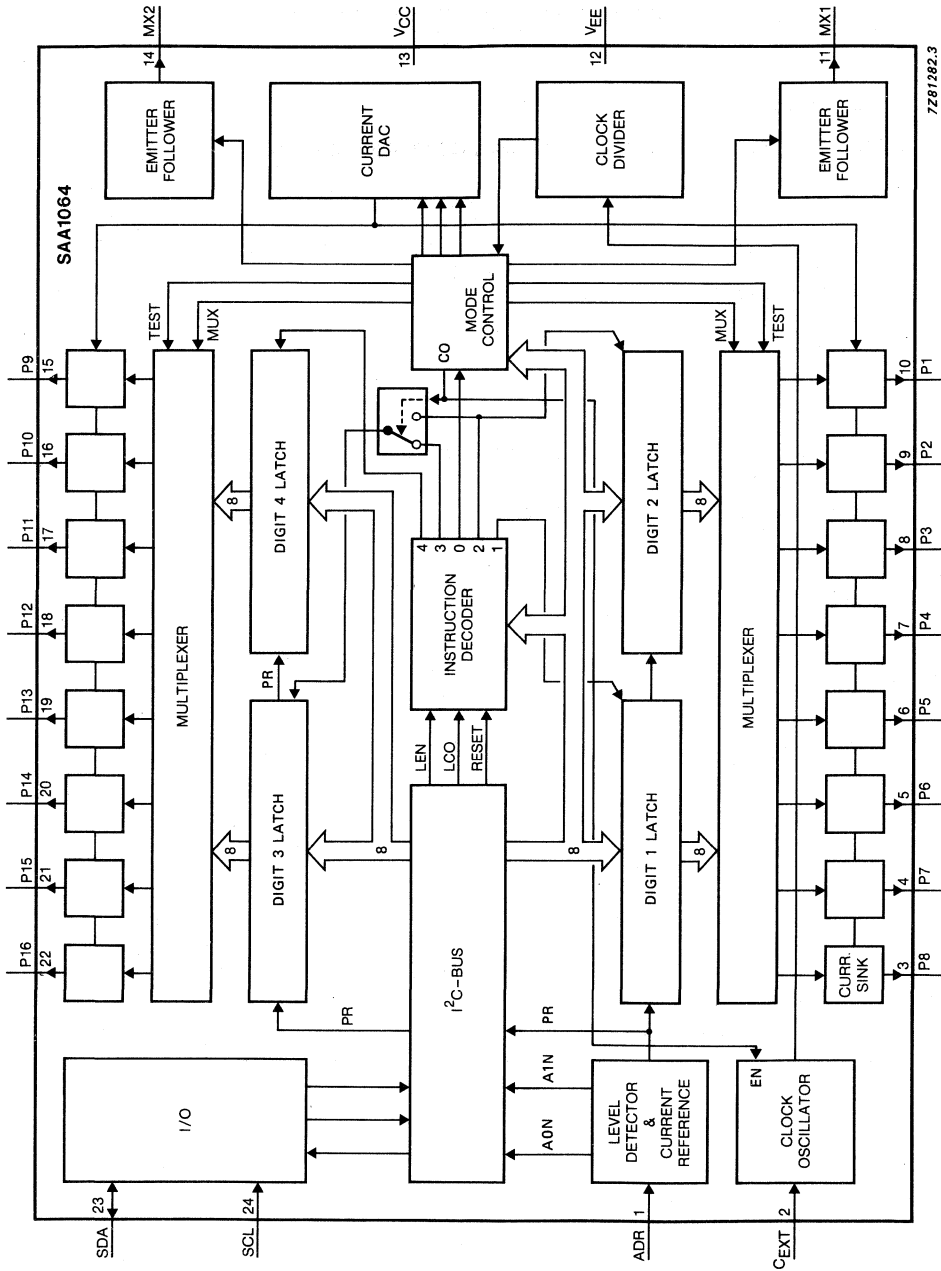 SAA1064
MX2
14
VCC
13
VEE
12
MX1
11
7Z81282.3
EMITTER
FOLLOWER
CURRENT
DAC
CLOCK
DIVIDER
EMITTER
FOLLOWER
P9
15
P10
16
P11
17
P12
18
P13
19
P14
20
P15
21
P16
22
TEST
MUX
MULTIPLEXER
8
8
DIGIT 3 LATCH
PR
DIGIT 4 LATCH
MODE
CONTROL
CO
4
3
0
2
1
INSTRUCTION
DECODER
LEN
LCO
RESET
I²C-BUS
8
8
PR
PR
I/O
SDA
23
SCL
24
A0N
A1N
LEVEL
DETECTOR
&
CURRENT
REFERENCE
ADR
1
EN
CLOCK
OSCILLATOR
CEXT
2
DIGIT 1 LATCH
DIGIT 2 LATCH
8
8
MULTIPLEXER
MUX
TEST
CURR.
SINK
3
P8
4
P7
5
P6
6
P5
7
P4
8
P3
9
P2
10
P1